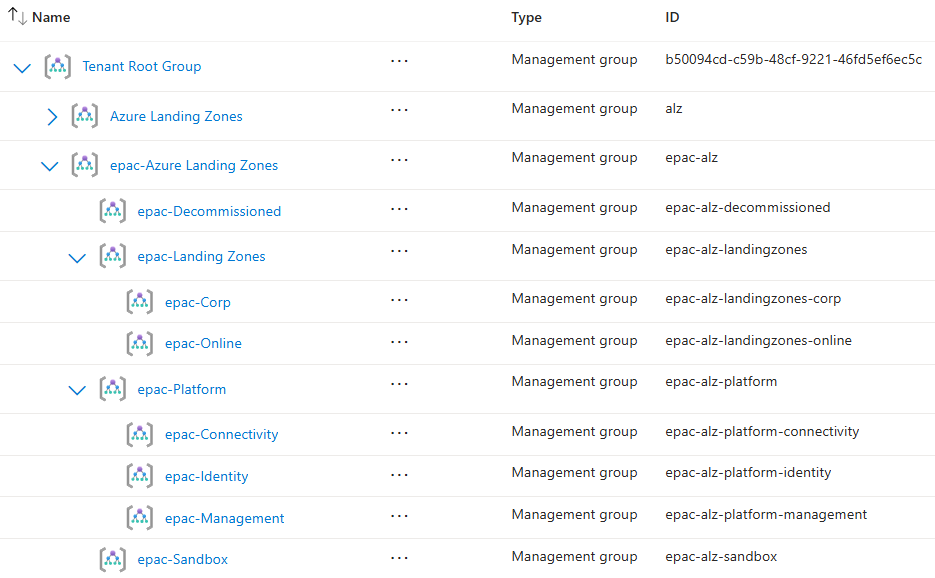 Name Type ID
Tenant Root Group ... Management group b50094cd-c59b-48cf-9221-46fd5ef6ec5c
Azure Landing Zones ... Management group alz
epac-Azure Landing Zones ... Management group epac-alz
epac-Decommissioned ... Management group epac-alz-decommissioned
epac-Landing Zones ... Management group epac-alz-landingzones
epac-Corp ... Management group epac-alz-landingzones-corp
epac-Online ... Management group epac-alz-landingzones-online
epac-Platform ... Management group epac-alz-platform
epac-Connectivity ... Management group epac-alz-platform-connectivity
epac-Identity ... Management group epac-alz-platform-identity
epac-Management ... Management group epac-alz-platform-management
epac-Sandbox ... Management group epac-alz-sandbox